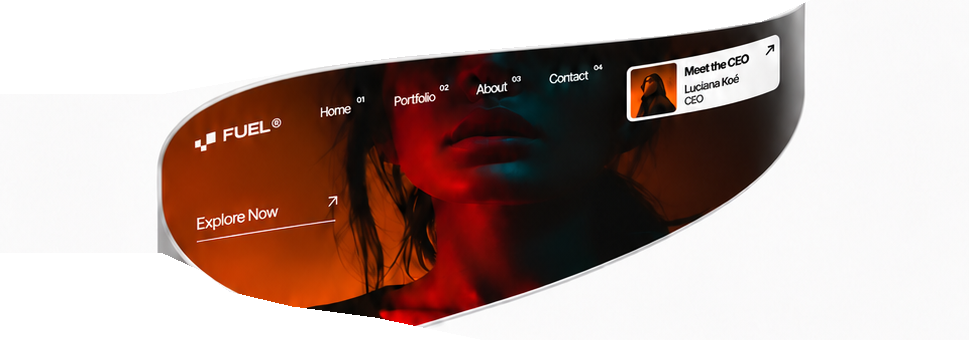 FUEL®
Home 01
Portfolio 02
About 03
Contact 04
Meet the CEO
Luciana Koé
CEO
Explore Now